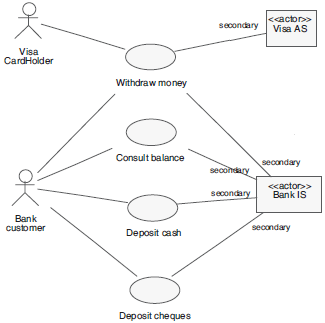 secondary
<<actor>>
Visa AS
Visa
CardHolder
Withdraw money
Consult balance
secondary
secondary
<<actor>>
Bank IS
secondary
Bank
customer
Deposit cash
secondary
Deposit cheques